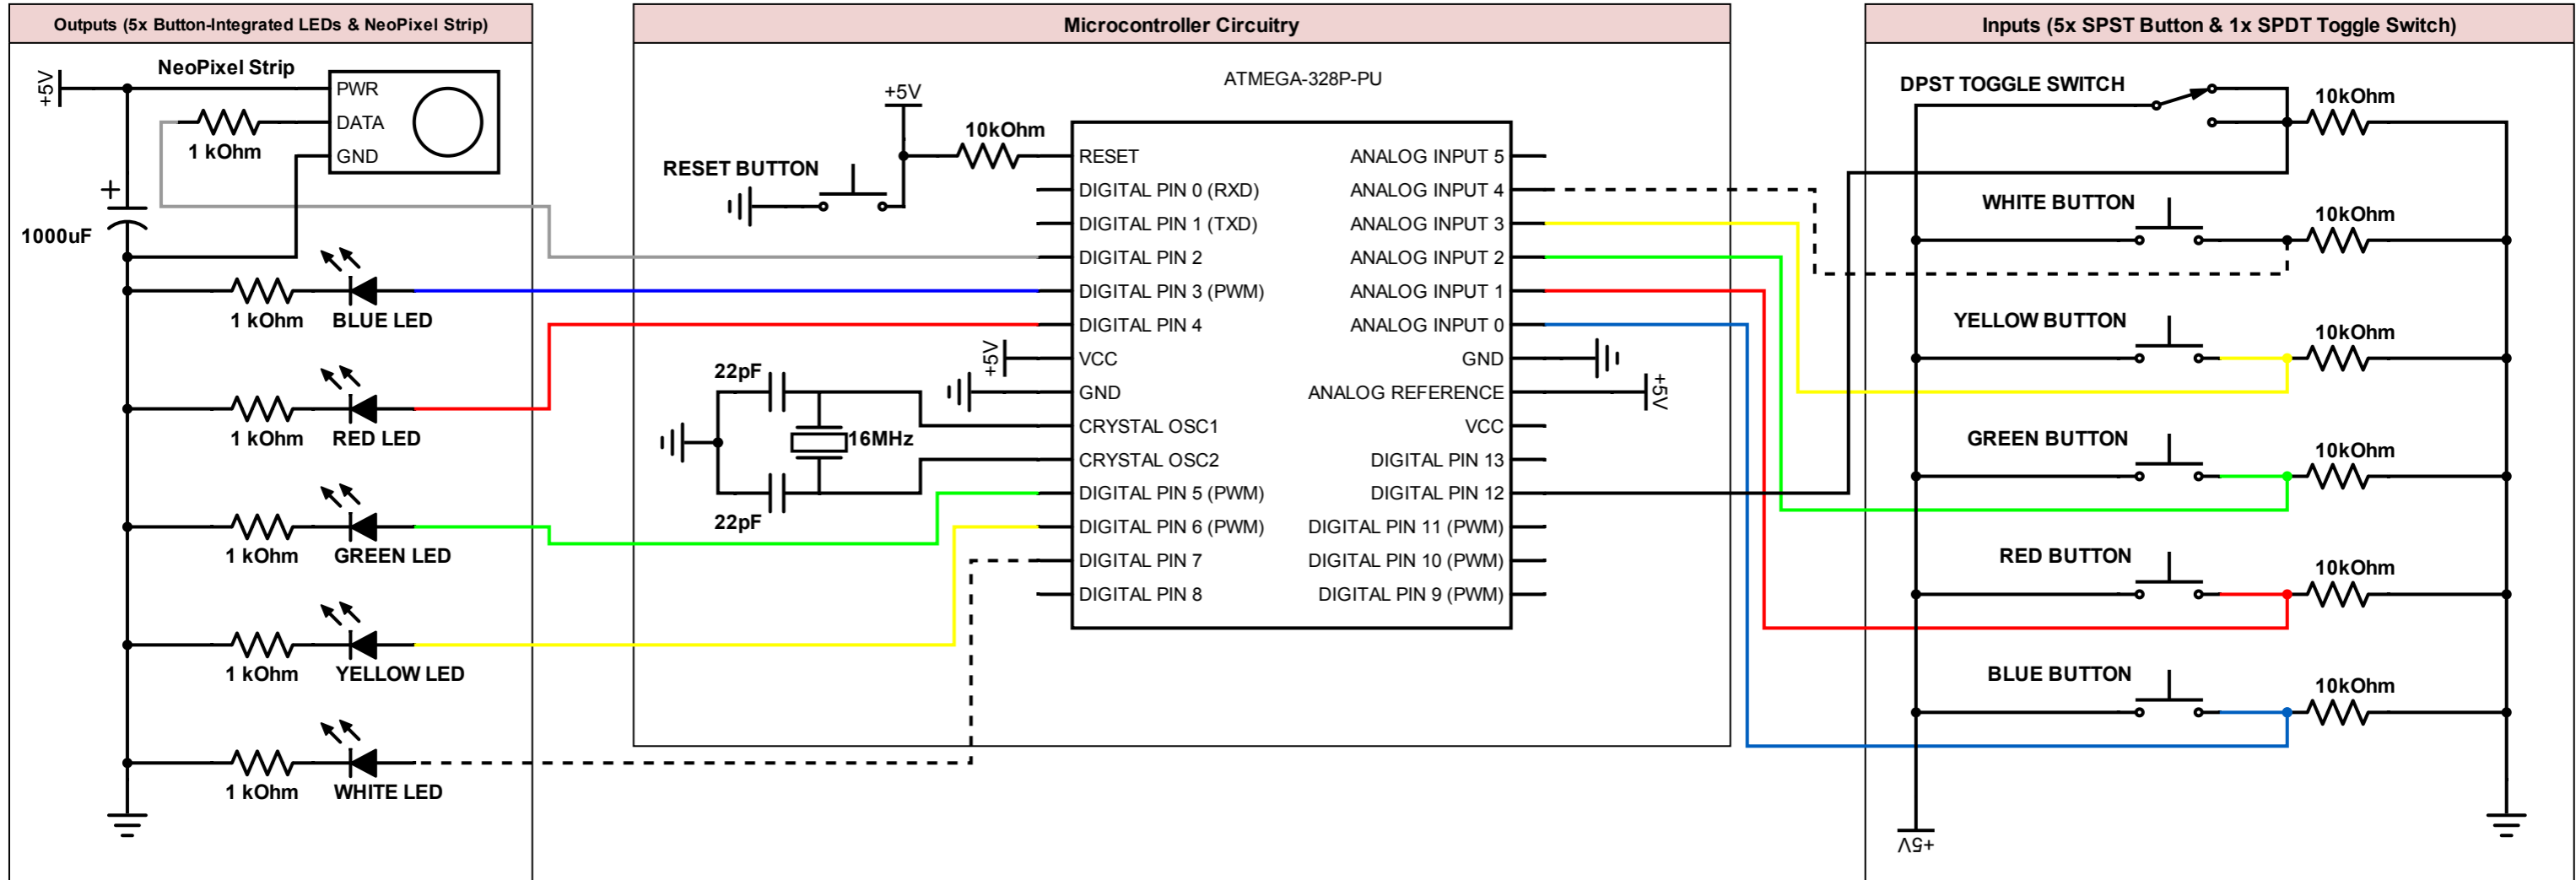 Outputs (5x Button-Integrated LEDs & NeoPixel Strip)
+5V
NeoPixel Strip
PWR
DATA
GND
1 kOhm
+
1000uF
1 kOhm
BLUE LED
1 kOhm
RED LED
1 kOhm
GREEN LED
1 kOhm
YELLOW LED
1 kOhm
WHITE LED
Microcontroller Circuitry
ATMEGA-328P-PU
+5V
10kOhm
RESET BUTTON
+5V
22pF
16MHz
22pF
RESET
DIGITAL PIN 0 (RXD)
DIGITAL PIN 1 (TXD)
DIGITAL PIN 2
DIGITAL PIN 3 (PWM)
DIGITAL PIN 4
VCC
GND
CRYSTAL OSC1
CRYSTAL OSC2
DIGITAL PIN 5 (PWM)
DIGITAL PIN 6 (PWM)
DIGITAL PIN 7
DIGITAL PIN 8
ANALOG INPUT 5
ANALOG INPUT 4
ANALOG INPUT 3
ANALOG INPUT 2
ANALOG INPUT 1
ANALOG INPUT 0
GND
ANALOG REFERENCE
VCC
DIGITAL PIN 13
DIGITAL PIN 12
DIGITAL PIN 11 (PWM)
DIGITAL PIN 10 (PWM)
DIGITAL PIN 9 (PWM)
+5V
Inputs (5x SPST Button & 1x SPDT Toggle Switch)
DPST TOGGLE SWITCH
10kOhm
WHITE BUTTON
10kOhm
YELLOW BUTTON
10kOhm
GREEN BUTTON
10kOhm
RED BUTTON
10kOhm
BLUE BUTTON
10kOhm
+5V